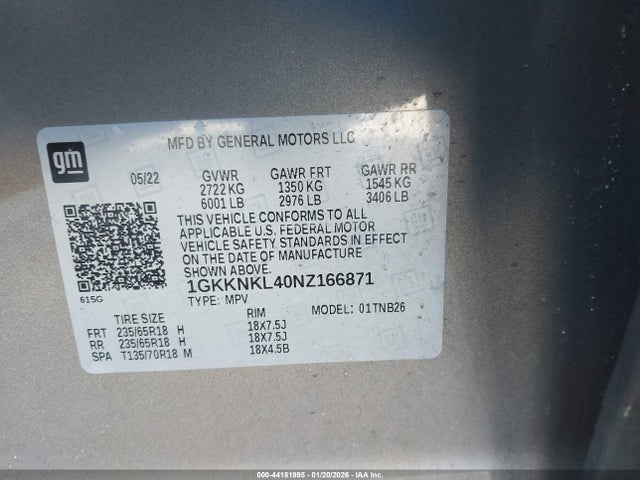 gm
MFD BY GENERAL MOTORS LLC
05/22 GVWR GAWR FRT GAWR RR
2722 KG 1350 KG 1545 KG
6001 LB 2976 LB 3406 LB
THIS VEHICLE CONFORMS TO ALL
APPLICABLE U.S. FEDERAL MOTOR
VEHICLE SAFETY STANDARDS IN EFFECT
ON THE DATE OF MANUFACTURE
SHOWN ABOVE.
615G
1GKKNKL40NZ166871
TYPE: MPV MODEL: 01TNB26
TIRE SIZE RIM
FRT 235/65R18 H 18X7.5J
RR 235/65R18 H 18X7.5J
SPA T135/70R18 M 18X4.5B
000-44181995 - 01/20/2026 - IAAI.COM